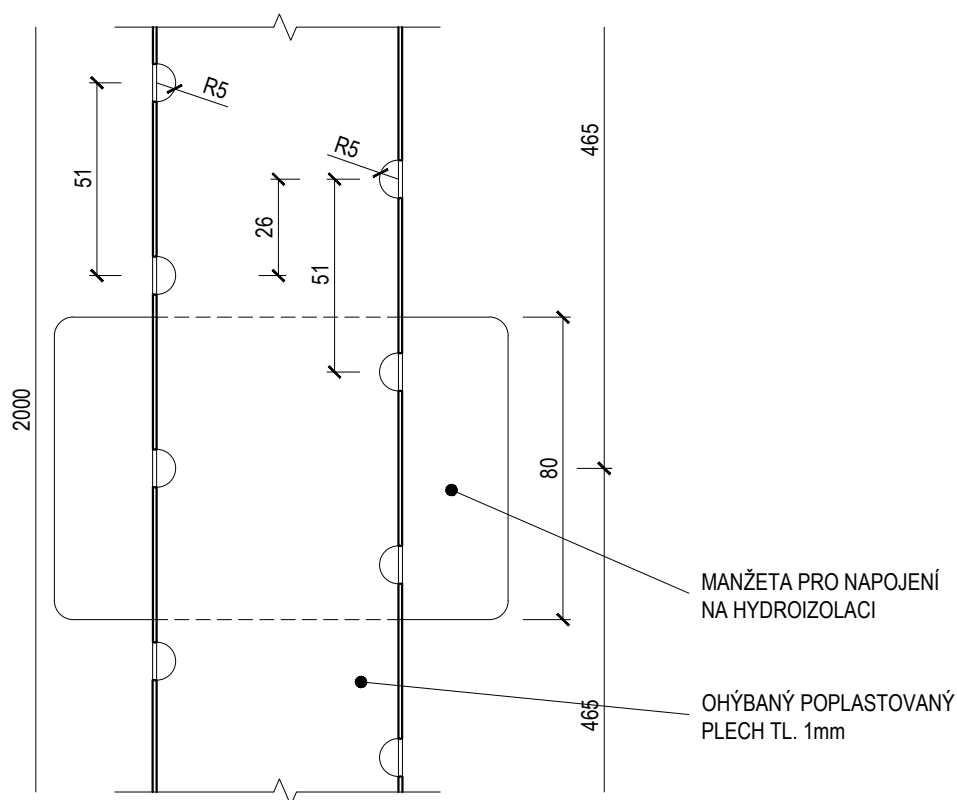 R5
R5
51
26
51
465
2000
80
465
MANŽETA PRO NAPOJENÍ
NA HYDROIZOLACI
OHÝBANÝ POPLASTOVANÝ
PLECH TL. 1mm